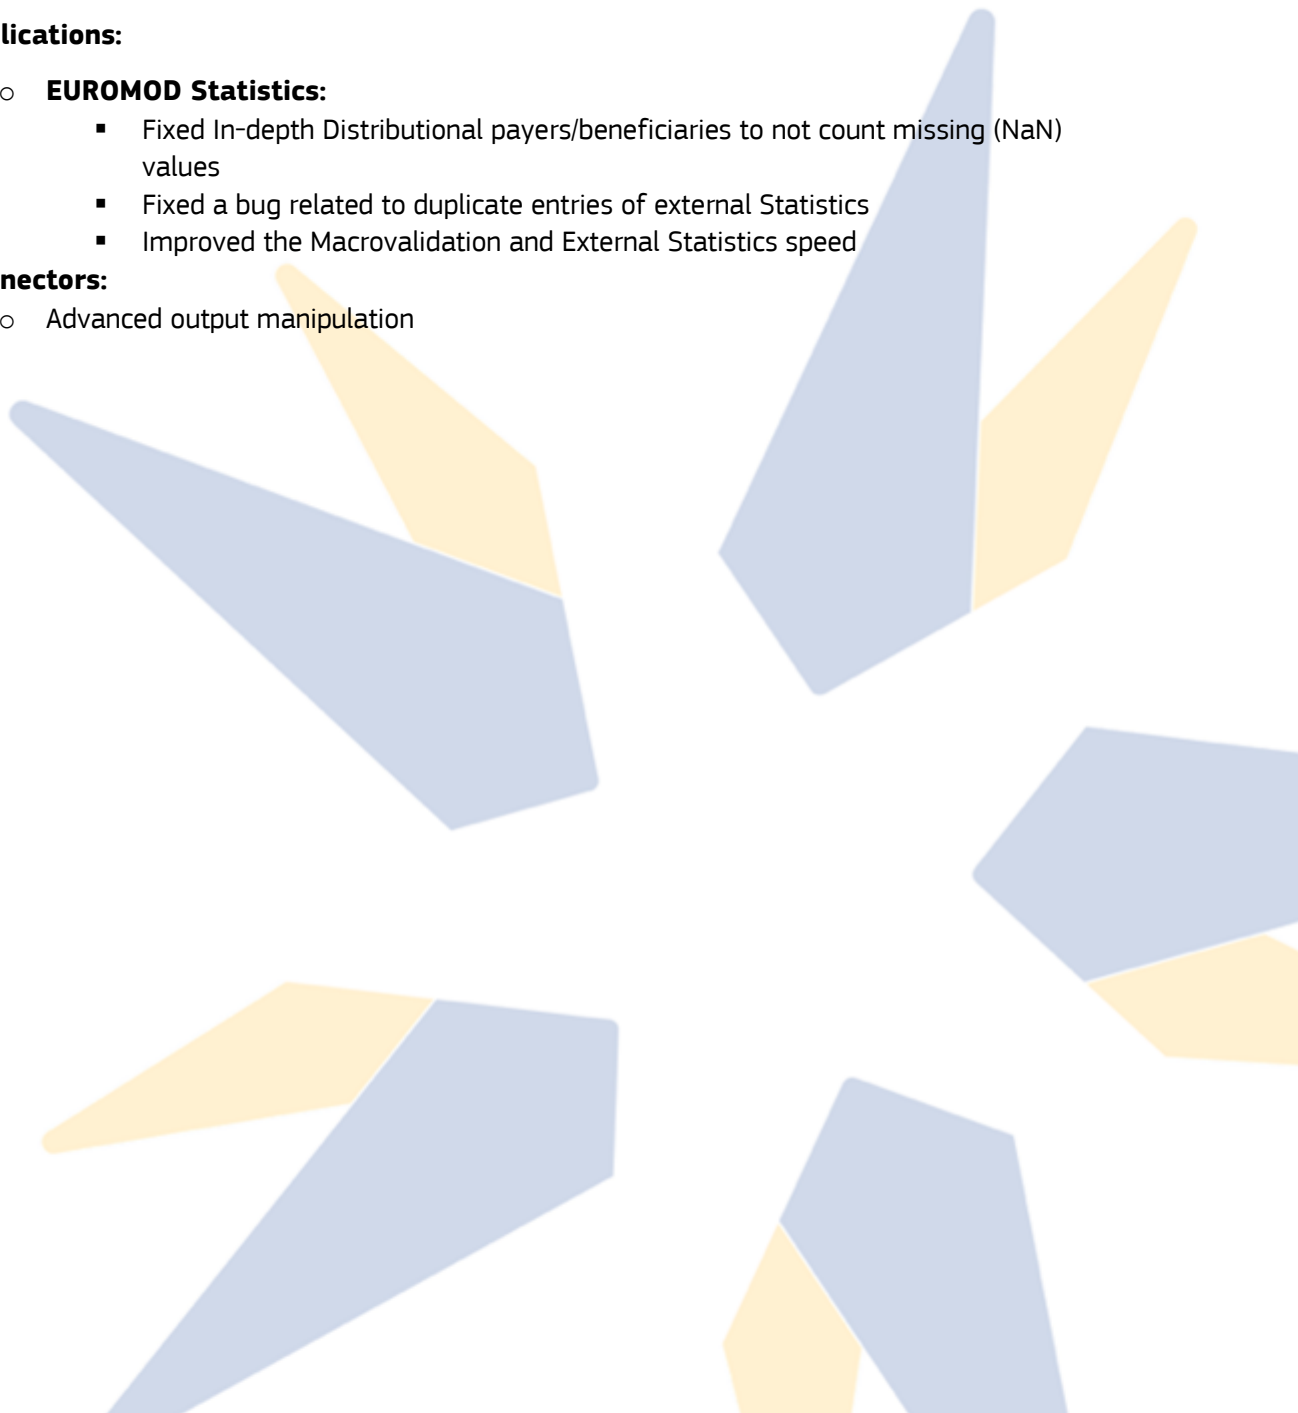 lications:
○ EUROMOD Statistics:
▪ Fixed In-depth Distributional payers/beneficiaries to not count missing (NaN)
values
▪ Fixed a bug related to duplicate entries of external Statistics
▪ Improved the Macrovalidation and External Statistics speed
nectors:
○ Advanced output manipulation